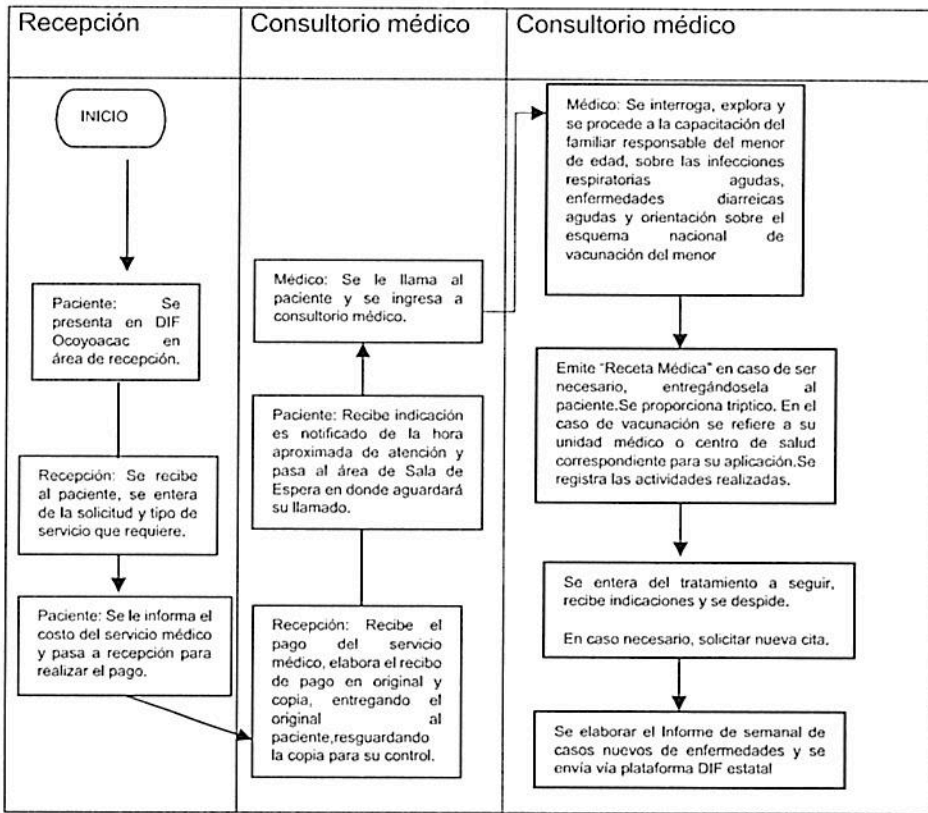 Recepción
Consultorio médico
Consultorio médico
INICIO
Paciente: Se
presenta en DIF
Ocoyoacac en
área de recepción.
Recepción: Se recibe
al paciente, se entera
de la solicitud y tipo de
servicio que requiere.
Paciente: Se le informa el
costo del servicio médico
y pasa a recepción para
realizar el pago.
Recepción: Recibe el
pago del servicio
médico, elabora el recibo
de pago en original y
copia, entregando el
original al
paciente,resguardando
la copia para su control.
Paciente: Recibe indicación
es notificado de la hora
aproximada de atención y
pasa al área de Sala de
Espera en donde aguardará
su llamado.
Médico: Se le llama al
paciente y se ingresa a
consultorio médico.
Médico: Se interroga, explora y
se procede a la capacitación del
familiar responsable del menor
de edad, sobre las infecciones
respiratorias agudas,
enfermedades diarreicas
agudas y orientación sobre el
esquema nacional de
vacunación del menor
Emite "Receta Médica" en caso de ser
necesario, entregándosela al
paciente.Se proporciona triptico. En el
caso de vacunación se refiere a su
unidad médico o centro de salud
correspondiente para su aplicación.Se
registra las actividades realizadas.
Se entera del tratamiento a seguir,
recibe indicaciones y se despide.
En caso necesario, solicitar nueva cita.
Se elaborar el Informe de semanal de
casos nuevos de enfermedades y se
envía vía plataforma DIF estatal